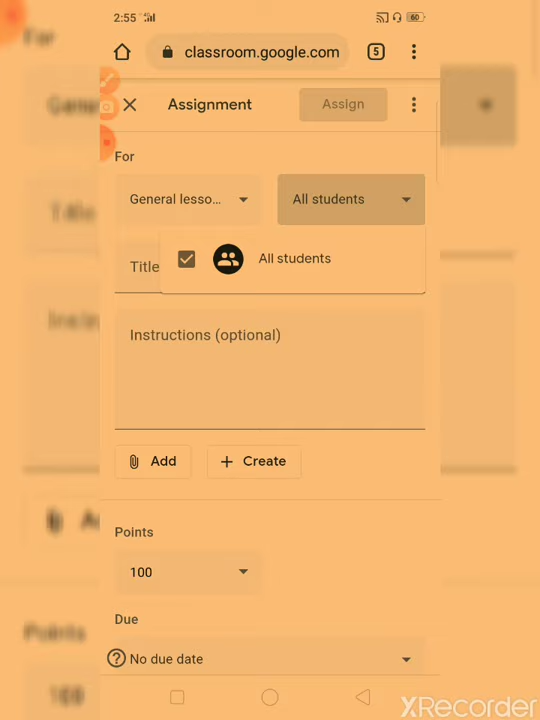 2:55
60
classroom.google.com
5
Assignment
Assign
For
General lesso...
All students
All students
Title
Instructions (optional)
Add
Create
Points
100
Due
No due date
XRecorder